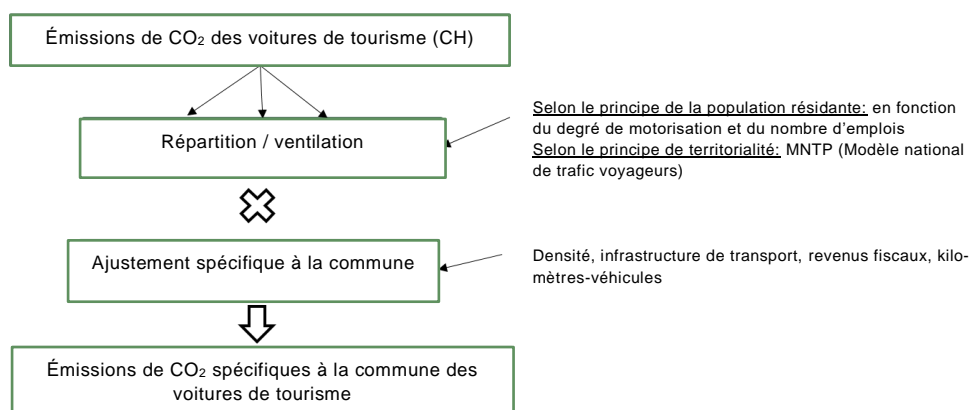 Émissions de CO₂ des voitures de tourisme (CH)
Répartition / ventilation
Selon le principe de la population résidante: en fonction
du degré de motorisation et du nombre d'emplois
Selon le principe de territorialité: MNTP (Modèle national
de trafic voyageurs)
Ajustement spécifique à la commune
Densité, infrastructure de transport, revenus fiscaux, kilo-
mètres-véhicules
Émissions de CO₂ spécifiques à la commune des
voitures de tourisme